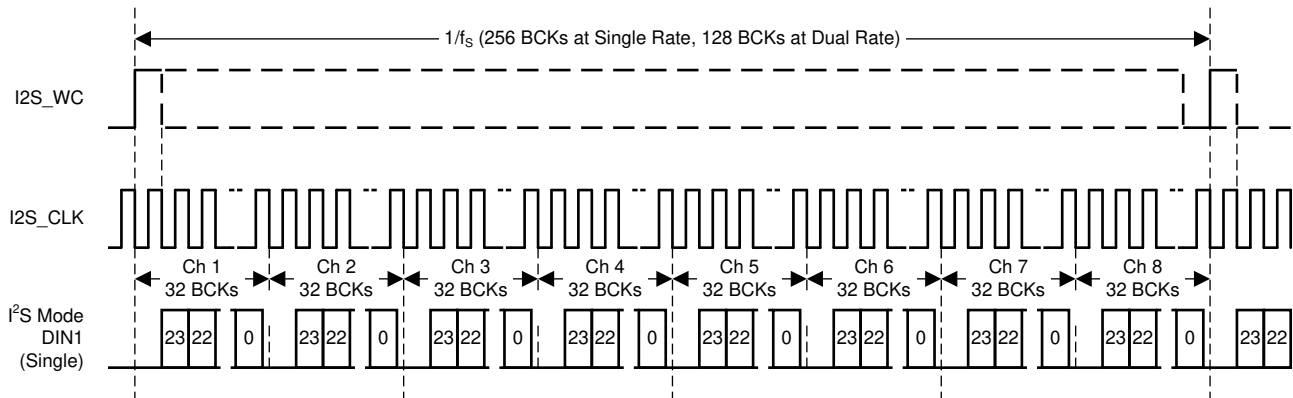 1/fS (256 BCKs at Single Rate, 128 BCKs at Dual Rate)
I2S_WC
I2S_CLK
Ch 1 Ch 2 Ch 3 Ch 4 Ch 5 Ch 6 Ch 7 Ch 8
32 BCKs 32 BCKs 32 BCKs 32 BCKs 32 BCKs 32 BCKs 32 BCKs 32 BCKs
I²S Mode
DIN1
(Single)
23 22 0 23 22 0 23 22 0 23 22 0 23 22 0 23 22 0 23 22 0 23 22 0 23 22